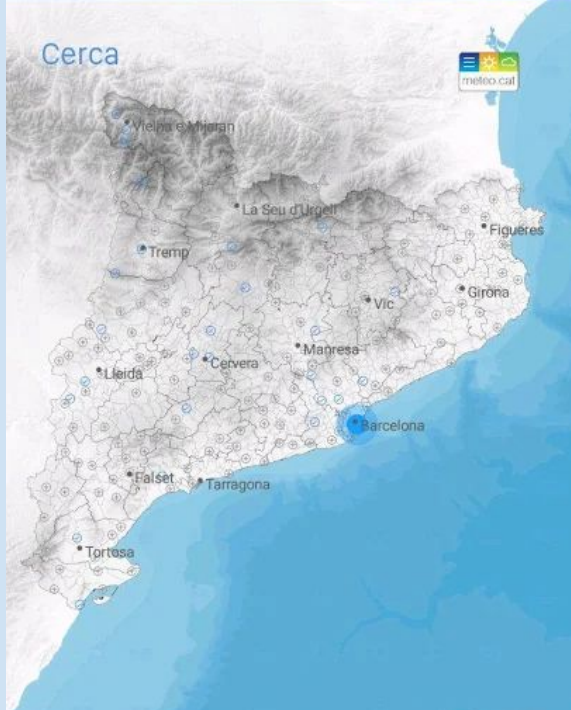 Cerca
meteo.cat
Vielha e Mijaran
La Seu d'Urgell
Figueres
Tremp
Girona
Vic
Manresa
Cervera
Lleida
Barcelona
Falset
Tarragona
Tortosa